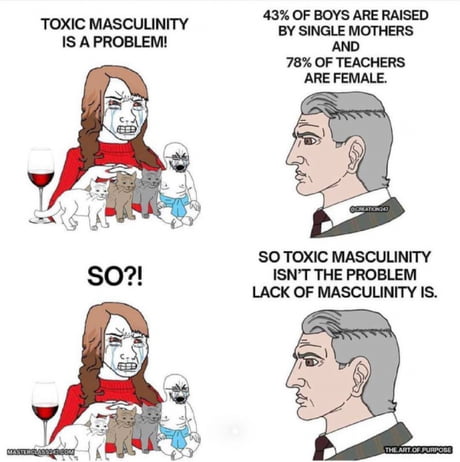 TOXIC MASCULINITY
IS A PROBLEM!
43% OF BOYS ARE RAISED
BY SINGLE MOTHERS
AND
78% OF TEACHERS
ARE FEMALE.
@CREATION247
SO?!
SO TOXIC MASCULINITY
ISN'T THE PROBLEM
LACK OF MASCULINITY IS.
THE.ART.OF.PURPOSE